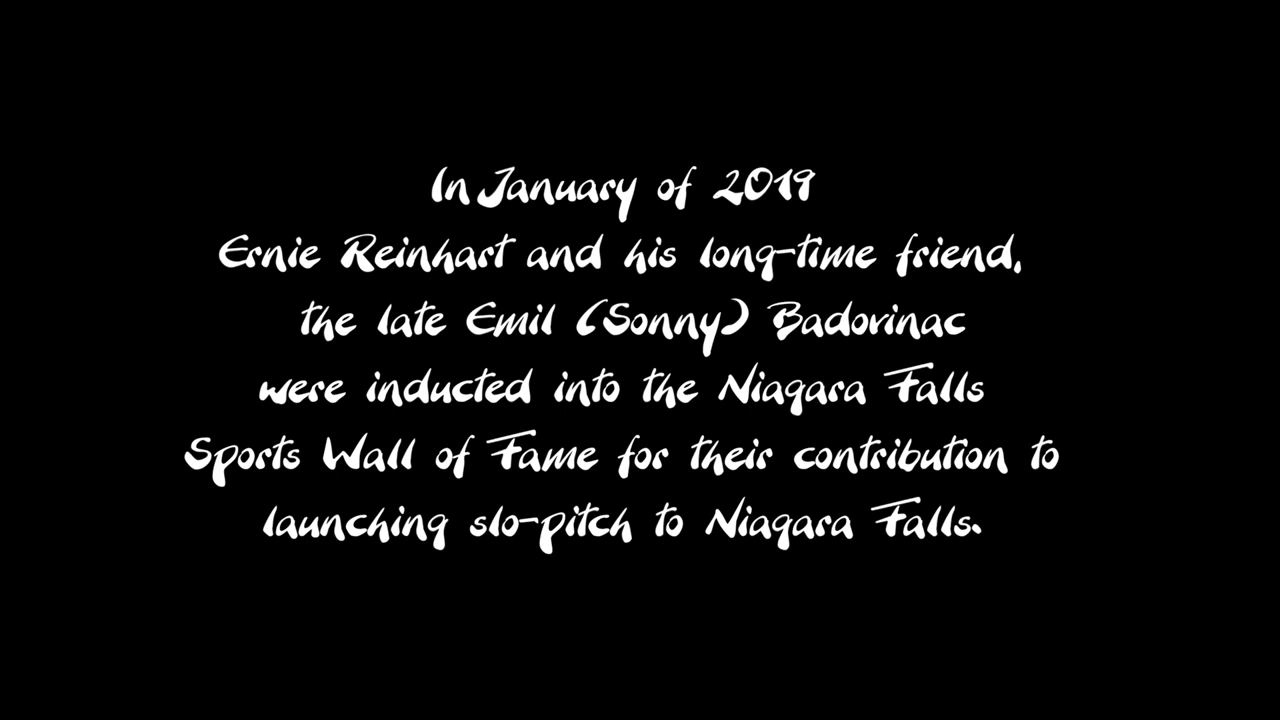 In January of 2019
Ernie Reinhart and his long-time friend,
the late Emil (Sonny) Badorinac
were inducted into the Niagara Falls
Sports Wall of Fame for their contribution to
launching slo-pitch to Niagara Falls.